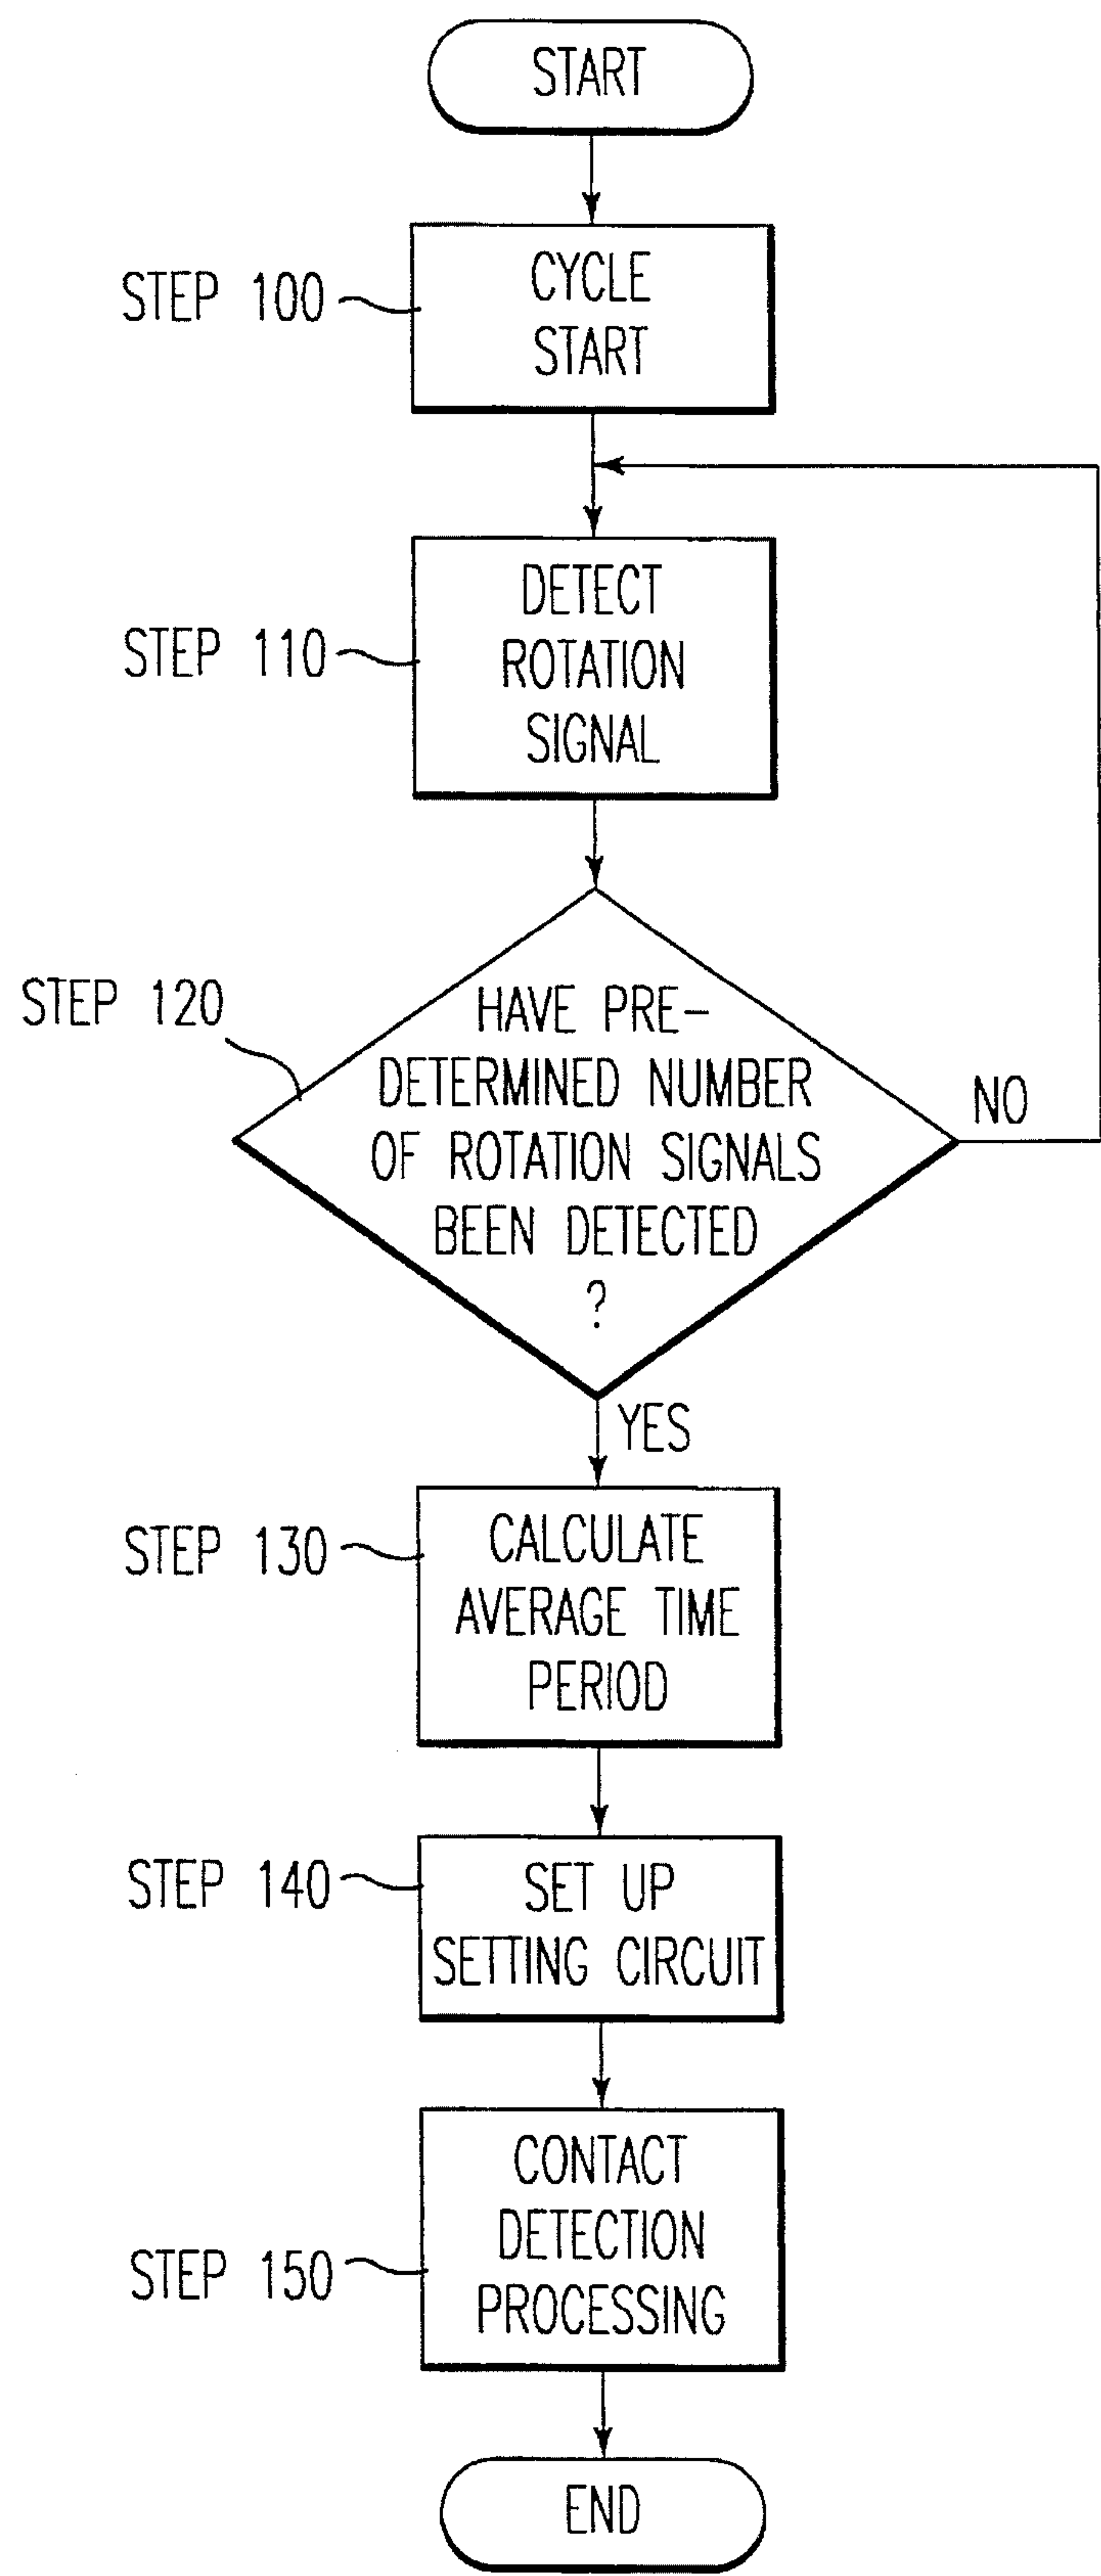 START
STEP 100
CYCLE
START
STEP 110
DETECT
ROTATION
SIGNAL
STEP 120
HAVE PRE-
DETERMINED NUMBER
OF ROTATION SIGNALS
BEEN DETECTED
?
NO
YES
STEP 130
CALCULATE
AVERAGE TIME
PERIOD
STEP 140
SET UP
SETTING CIRCUIT
STEP 150
CONTACT
DETECTION
PROCESSING
END